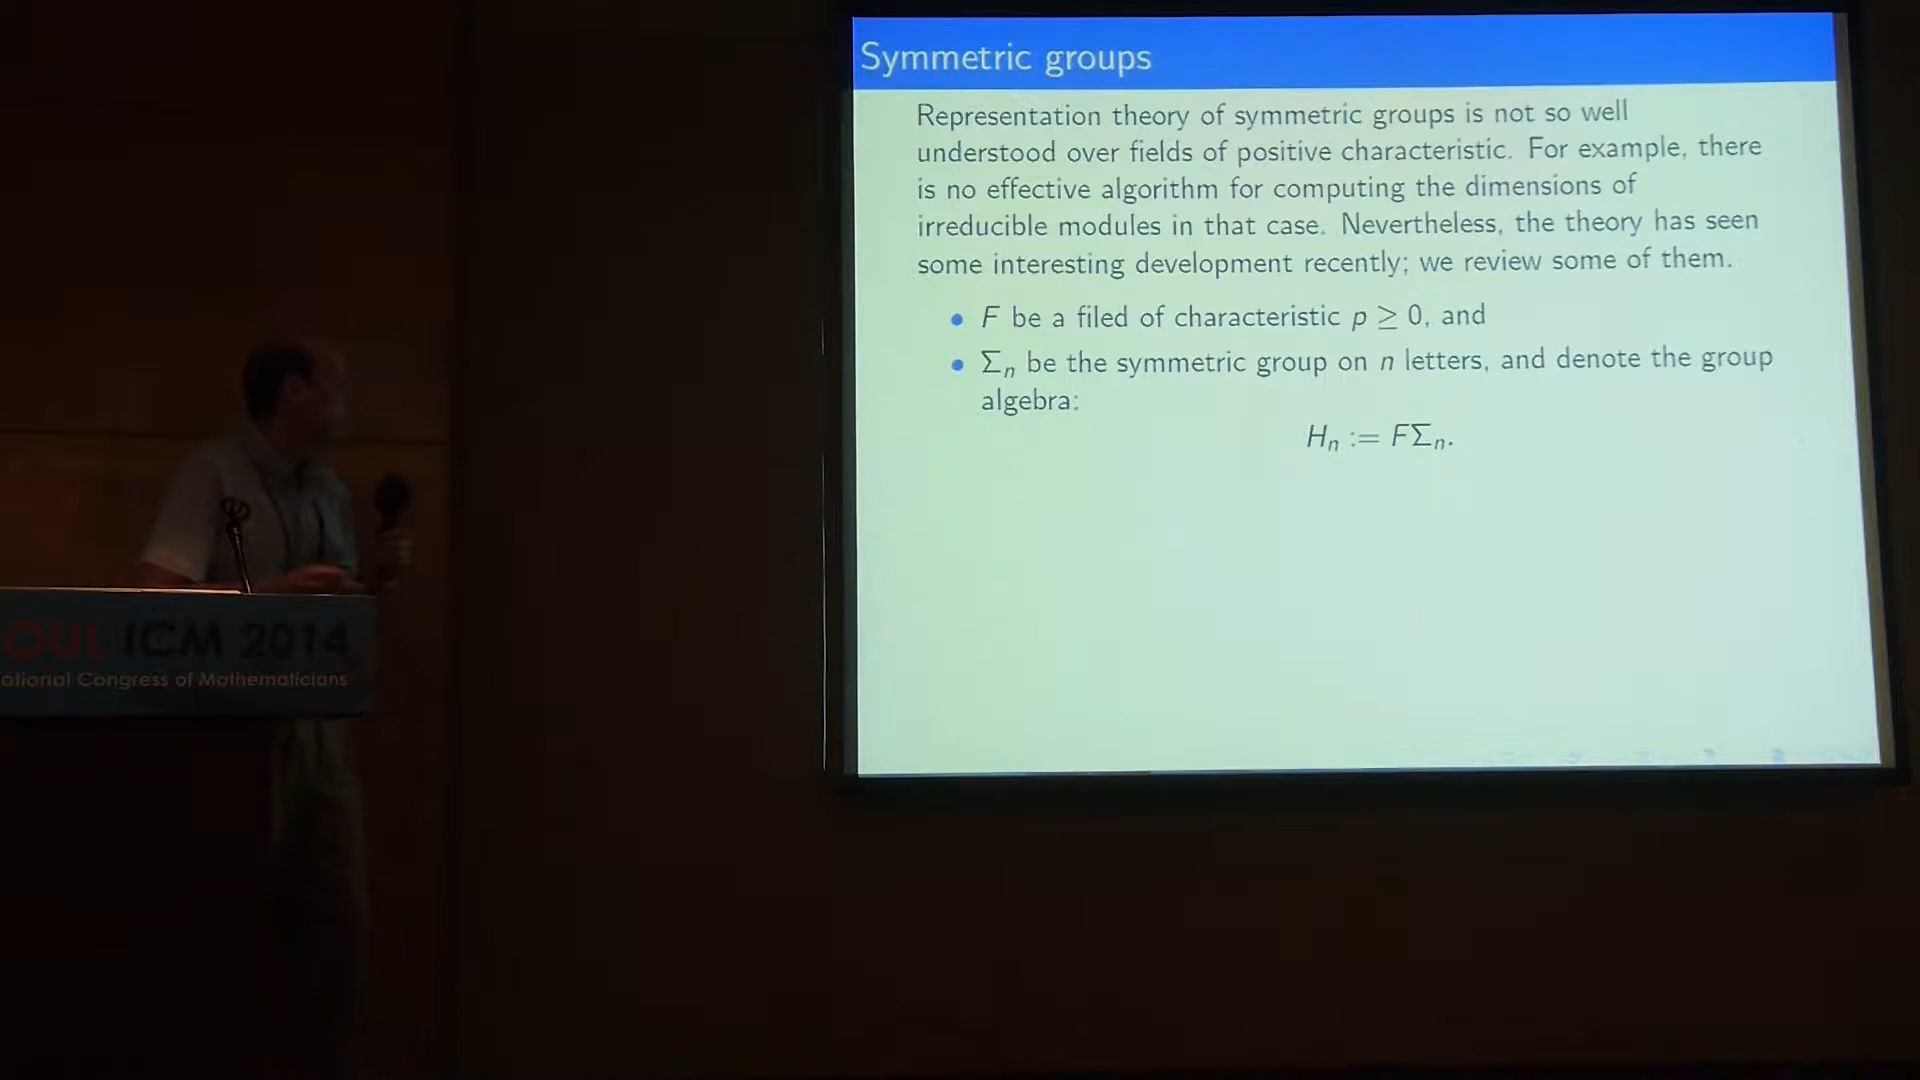 Symmetric groups
Representation theory of symmetric groups is not so well
understood over fields of positive characteristic. For example, there
is no effective algorithm for computing the dimensions of
irreducible modules in that case. Nevertheless, the theory has seen
some interesting development recently; we review some of them.
• F be a filed of characteristic p ≥ 0, and
• Σₙ be the symmetric group on n letters, and denote the group
algebra:
Hₙ := FΣₙ.
OUL ICM 2014
ational Congress of Mathematicians